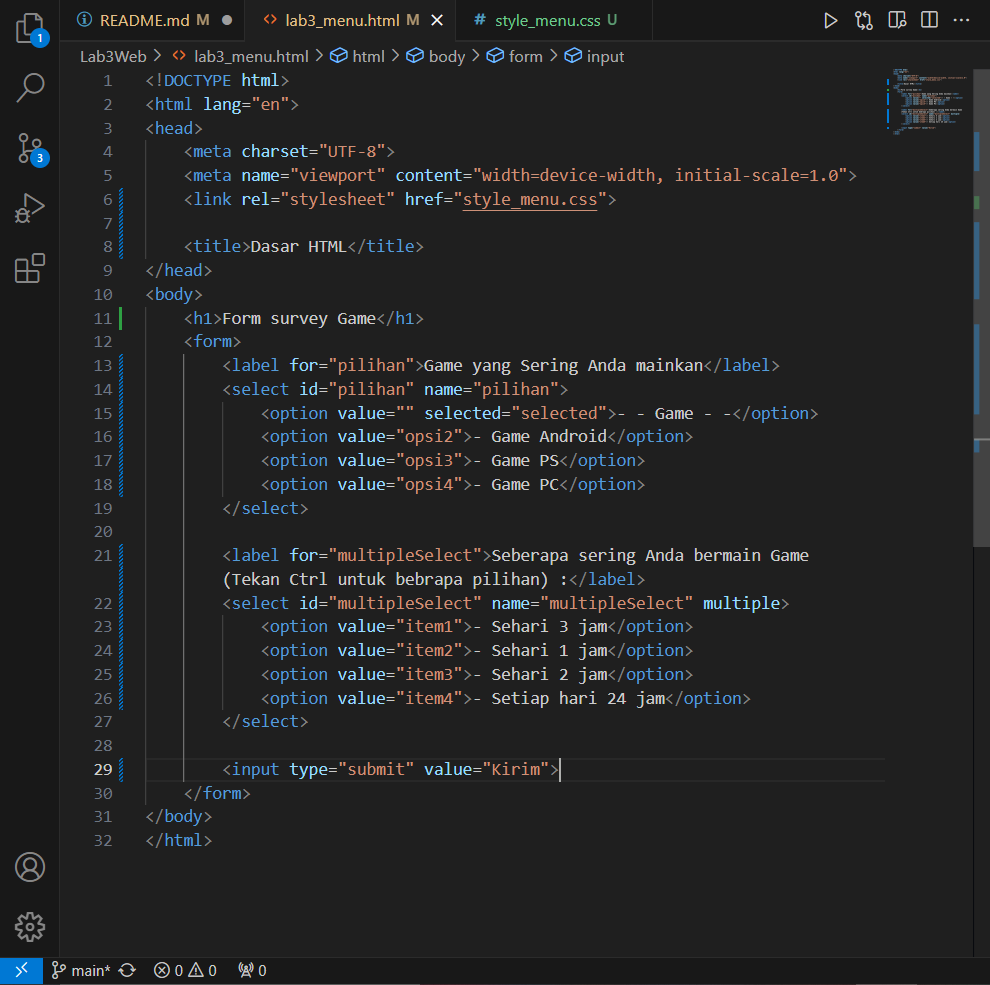 README.md M
lab3_menu.html M
# style_menu.css U
1
Lab3Web > lab3_menu.html > html > body > form > input
1 <!DOCTYPE html>
2 <html lang="en">
3 <head>
4 <meta charset="UTF-8">
5 <meta name="viewport" content="width=device-width, initial-scale=1.0">
6 <link rel="stylesheet" href="style_menu.css">
7
8 <title>Dasar HTML</title>
9 </head>
10 <body>
11 <h1>Form survey Game</h1>
12 <form>
13 <label for="pilihan">Game yang Sering Anda mainkan</label>
14 <select id="pilihan" name="pilihan">
15 <option value="" selected="selected">- - Game - -</option>
16 <option value="opsi2">- Game Android</option>
17 <option value="opsi3">- Game PS</option>
18 <option value="opsi4">- Game PC</option>
19 </select>
20
21 <label for="multipleSelect">Seberapa sering Anda bermain Game
(Tekan Ctrl untuk bebrapa pilihan) :</label>
22 <select id="multipleSelect" name="multipleSelect" multiple>
23 <option value="item1">- Sehari 3 jam</option>
24 <option value="item2">- Sehari 1 jam</option>
25 <option value="item3">- Sehari 2 jam</option>
26 <option value="item4">- Setiap hari 24 jam</option>
27 </select>
28
29 <input type="submit" value="Kirim">
30 </form>
31 </body>
32 </html>
3
main* 0 0 0